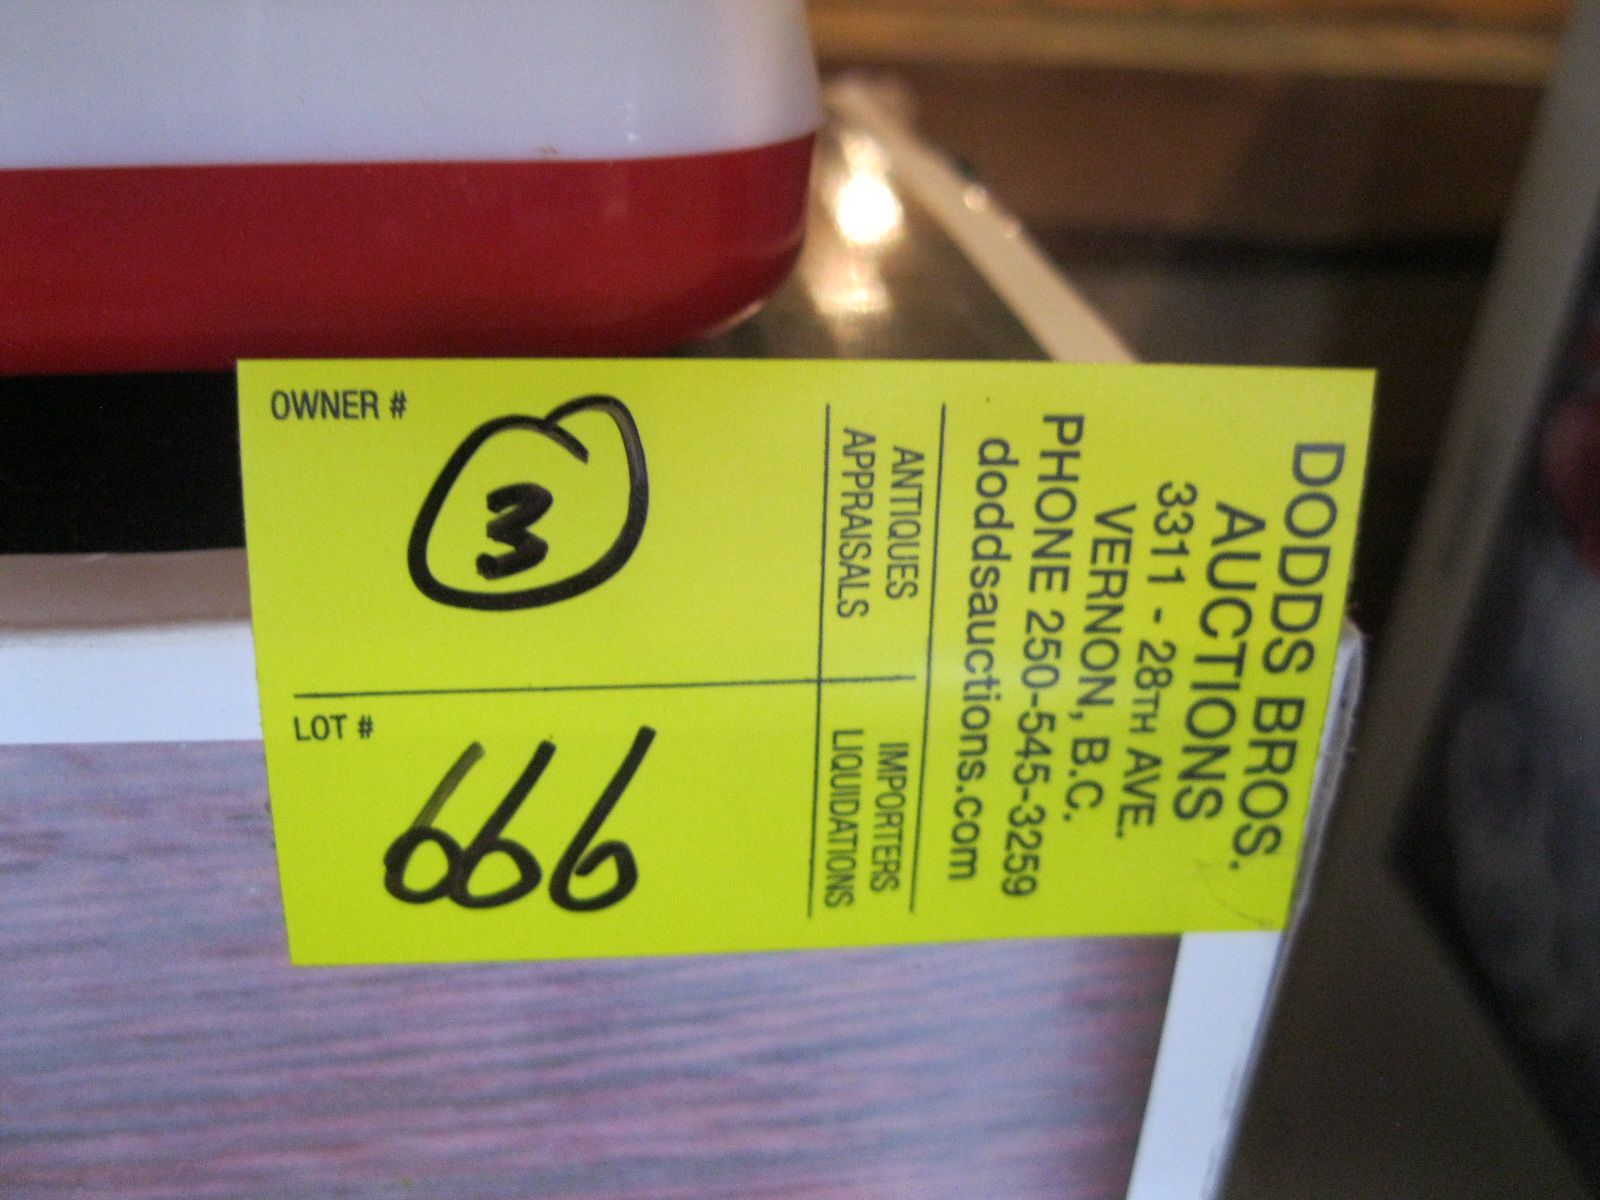 OWNER #
3
LOT #
666
DODDS BROS.
AUCTIONS
3311 - 28TH AVE.
VERNON, B.C.
PHONE 250-545-3259
doddsauctions.com
ANTIQUES
APPRAISALS
IMPORTERS
LIQUIDATIONS